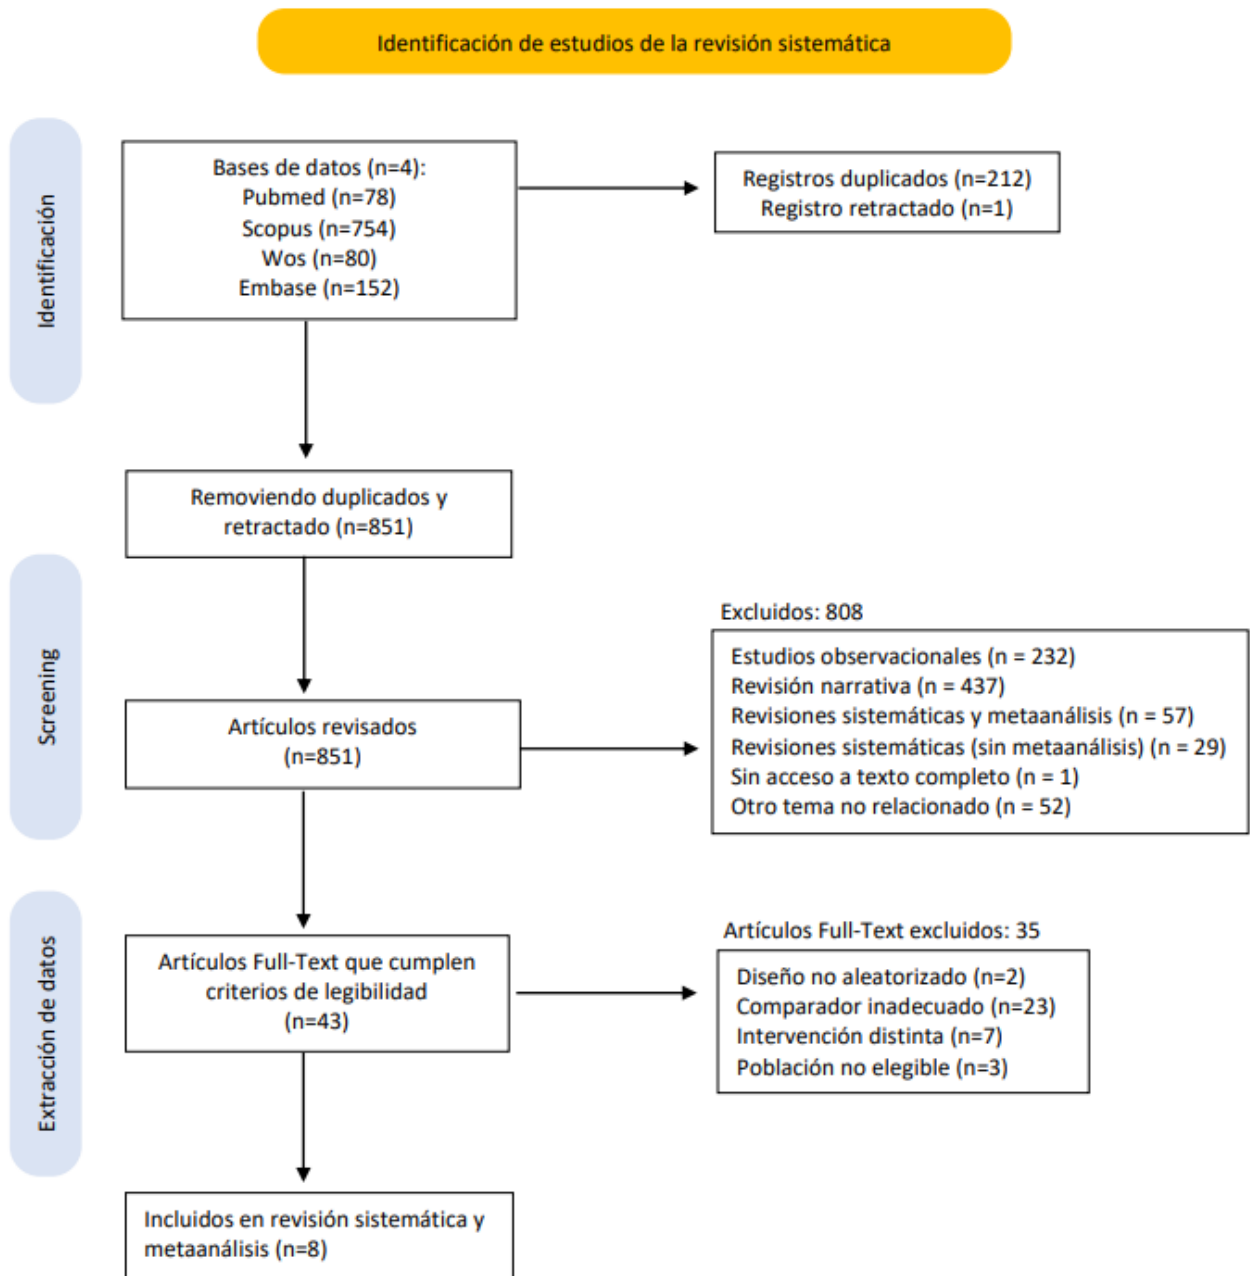 Identificación de estudios de la revisión sistemática
Identificación
Bases de datos (n=4):
Pubmed (n=78)
Scopus (n=754)
Wos (n=80)
Embase (n=152)
Registros duplicados (n=212)
Registro retractado (n=1)
Removiendo duplicados y
retractado (n=851)
Screening
Artículos revisados
(n=851)
Excluidos: 808
Estudios observacionales (n = 232)
Revisión narrativa (n = 437)
Revisiones sistemáticas y metaanálisis (n = 57)
Revisiones sistemáticas (sin metaanálisis) (n = 29)
Sin acceso a texto completo (n = 1)
Otro tema no relacionado (n = 52)
Extracción de datos
Artículos Full-Text que cumplen
criterios de legibilidad
(n=43)
Artículos Full-Text excluidos: 35
Diseño no aleatorizado (n=2)
Comparador inadecuado (n=23)
Intervención distinta (n=7)
Población no elegible (n=3)
Incluidos en revisión sistemática y
metaanálisis (n=8)